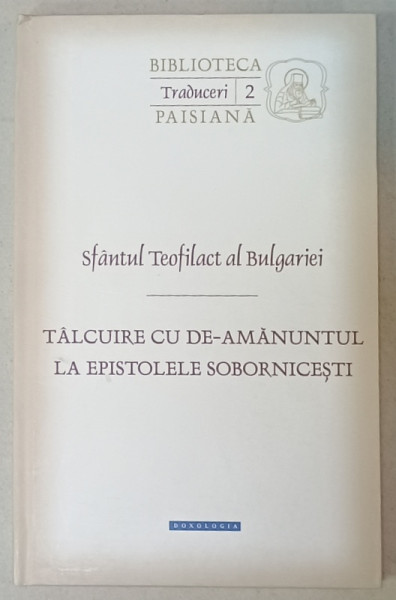 BIBLIOTECA
Traduceri | 2
PAISIANĂ
Sfântul Teofilact al Bulgariei
TÂLCUIRE CU DE-AMĂNUNTUL
LA EPISTOLELE SOBORNICEȘTI
DOXOLOGIA